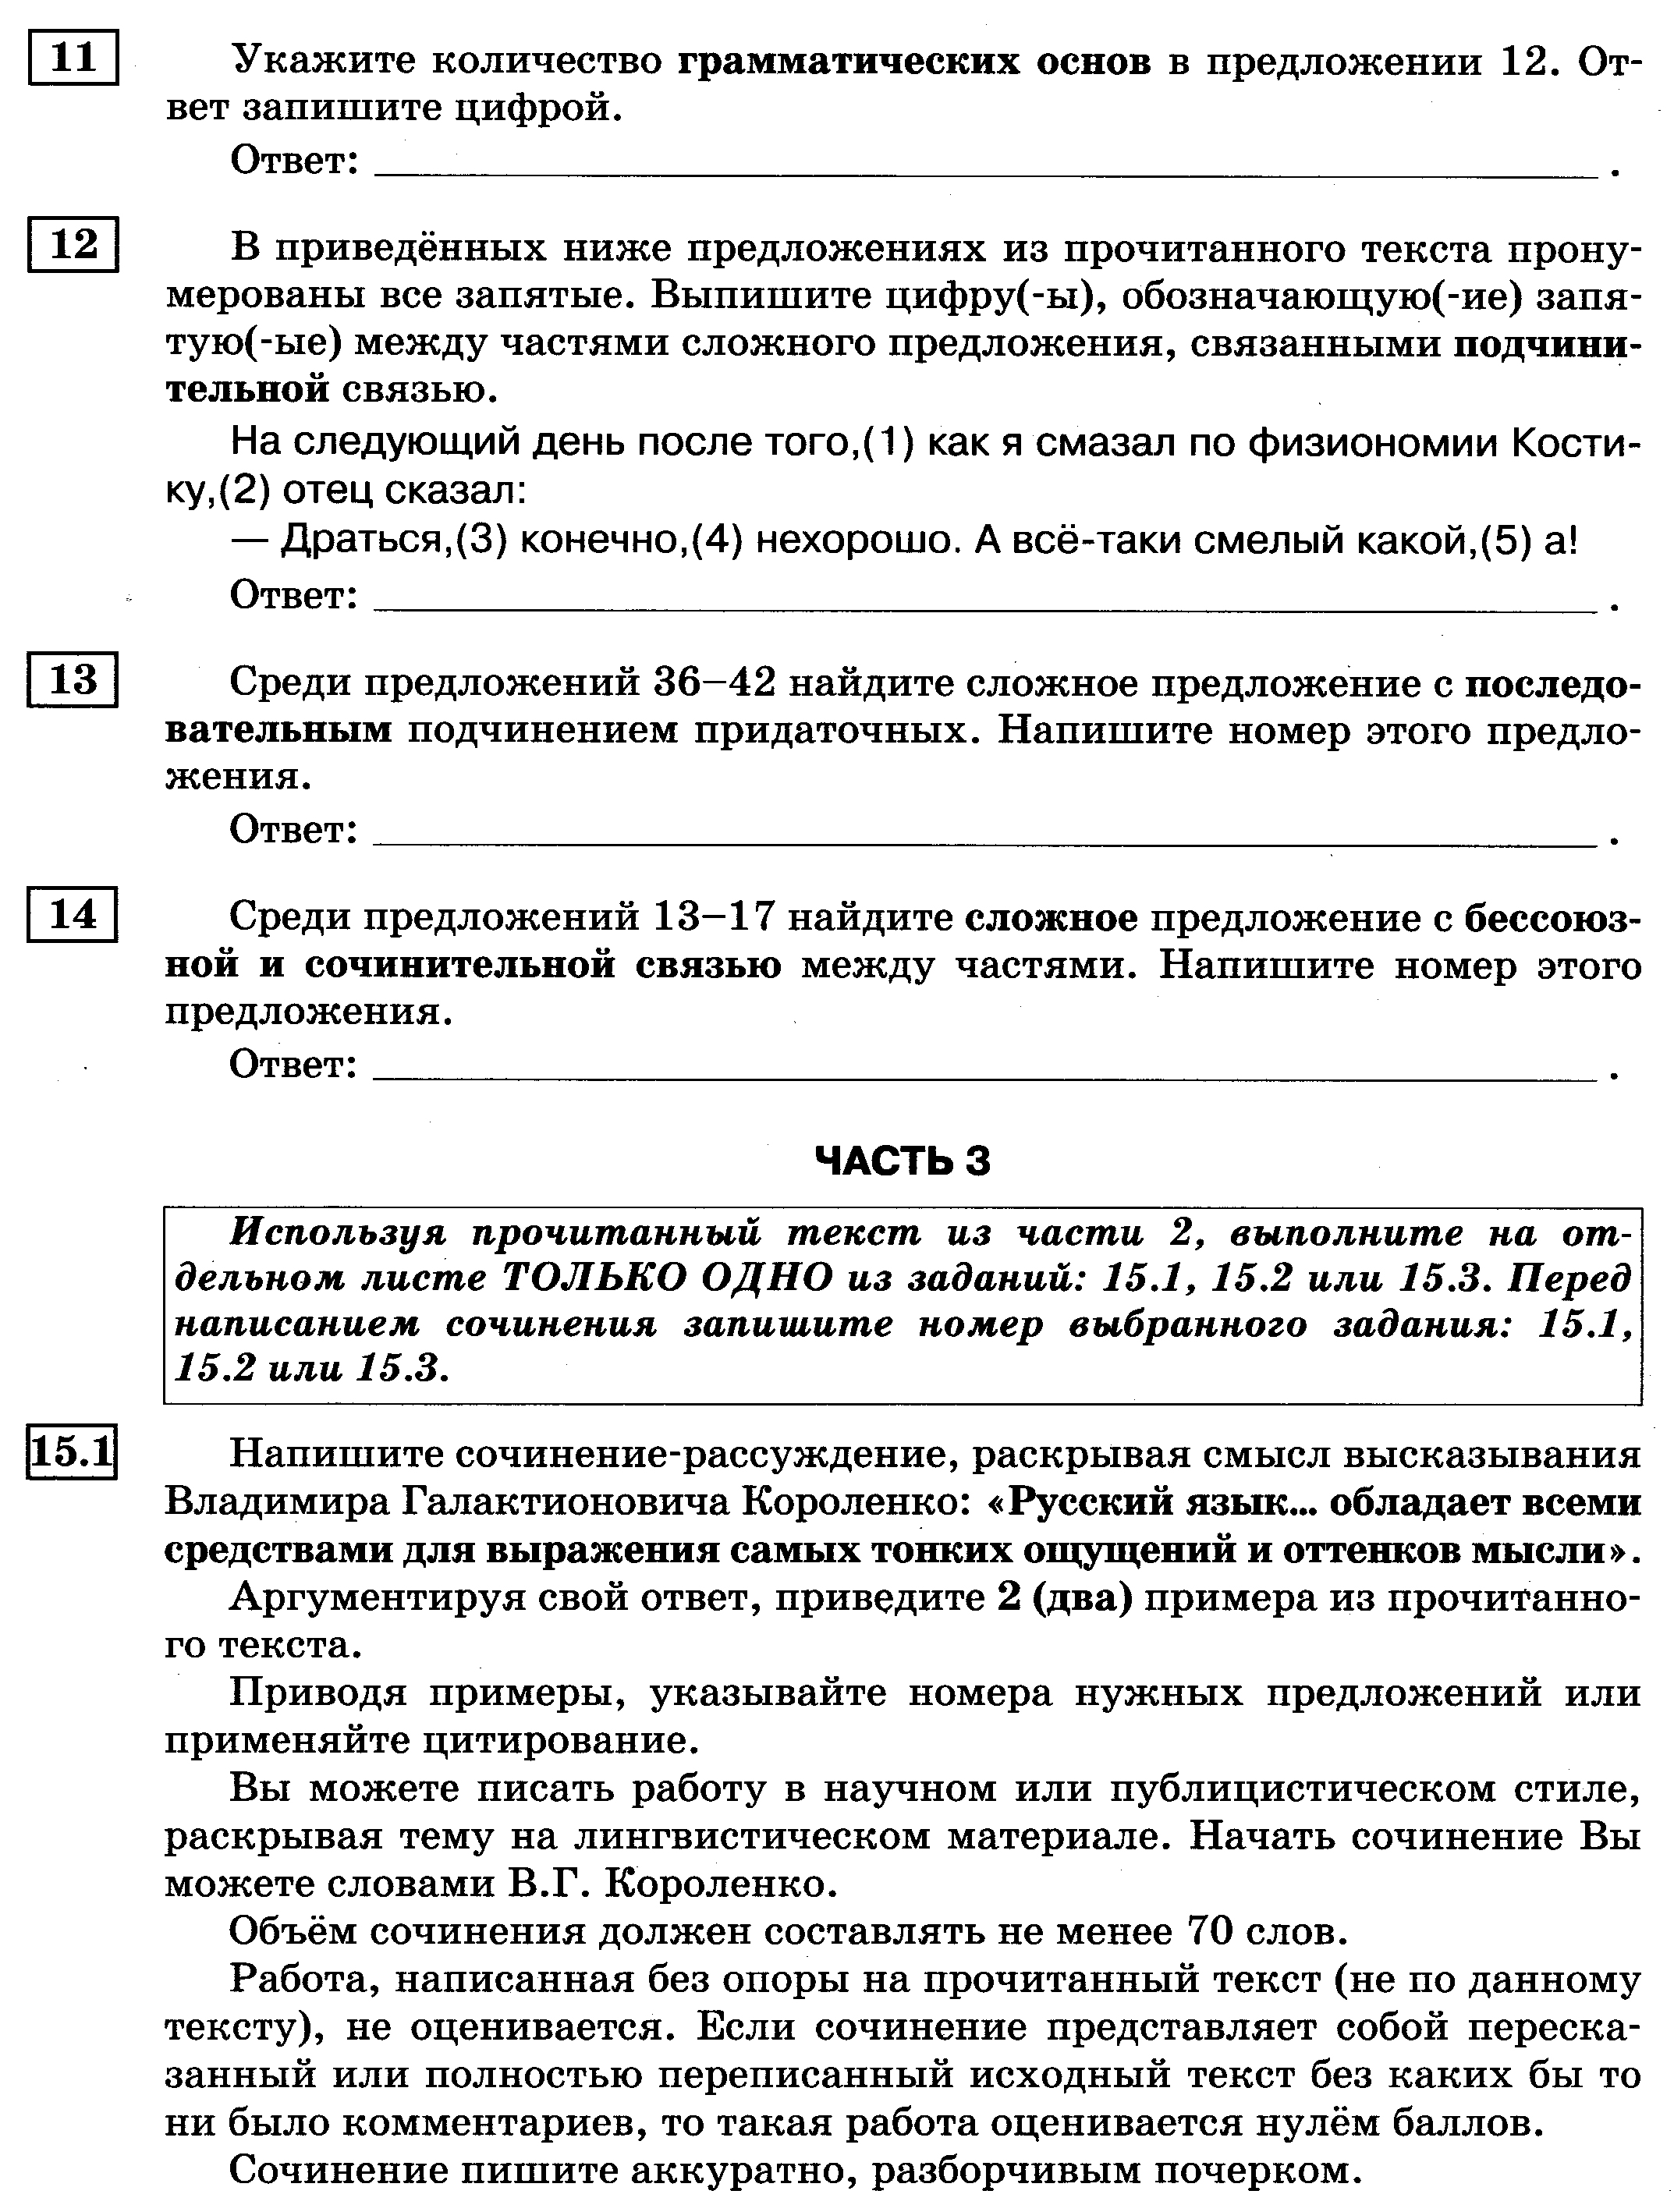 11
Укажите количество грамматических основ в предложении 12. От-
вет запишите цифрой.
Ответ: ___ .
12
В приведённых ниже предложениях из прочитанного текста прону-
мерованы все запятые. Выпишите цифру(-ы), обозначающую(-ие) запя-
тую(-ые) между частями сложного предложения, связанными подчини-
тельной связью.
На следующий день после того,(1) как я смазал по физиономии Кости-
ку,(2) отец сказал:
— Драться,(3) конечно,(4) нехорошо. А всё-таки смелый какой,(5) а!
Ответ: ___ .
13
Среди предложений 36–42 найдите сложное предложение с последо-
вательным подчинением придаточных. Напишите номер этого предло-
жения.
Ответ: ___ .
14
Среди предложений 13–17 найдите сложное предложение с бессоюз-
ной и сочинительной связью между частями. Напишите номер этого
предложения.
Ответ: ___ .
ЧАСТЬ 3
Используя прочитанный текст из части 2, выполните на от-
дельном листе ТОЛЬКО ОДНО из заданий: 15.1, 15.2 или 15.3. Перед
написанием сочинения запишите номер выбранного задания: 15.1,
15.2 или 15.3.
15.1
Напишите сочинение-рассуждение, раскрывая смысл высказывания
Владимира Галактионовича Короленко: «Русский язык... обладает всеми
средствами для выражения самых тонких ощущений и оттенков мысли».
Аргументируя свой ответ, приведите 2 (два) примера из прочитанно-
го текста.
Приводя примеры, указывайте номера нужных предложений или
применяйте цитирование.
Вы можете писать работу в научном или публицистическом стиле,
раскрывая тему на лингвистическом материале. Начать сочинение Вы
можете словами В.Г. Короленко.
Объём сочинения должен составлять не менее 70 слов.
Работа, написанная без опоры на прочитанный текст (не по данному
тексту), не оценивается. Если сочинение представляет собой переска-
занный или полностью переписанный исходный текст без каких бы то
ни было комментариев, то такая работа оценивается нулём баллов.
Сочинение пишите аккуратно, разборчивым почерком.